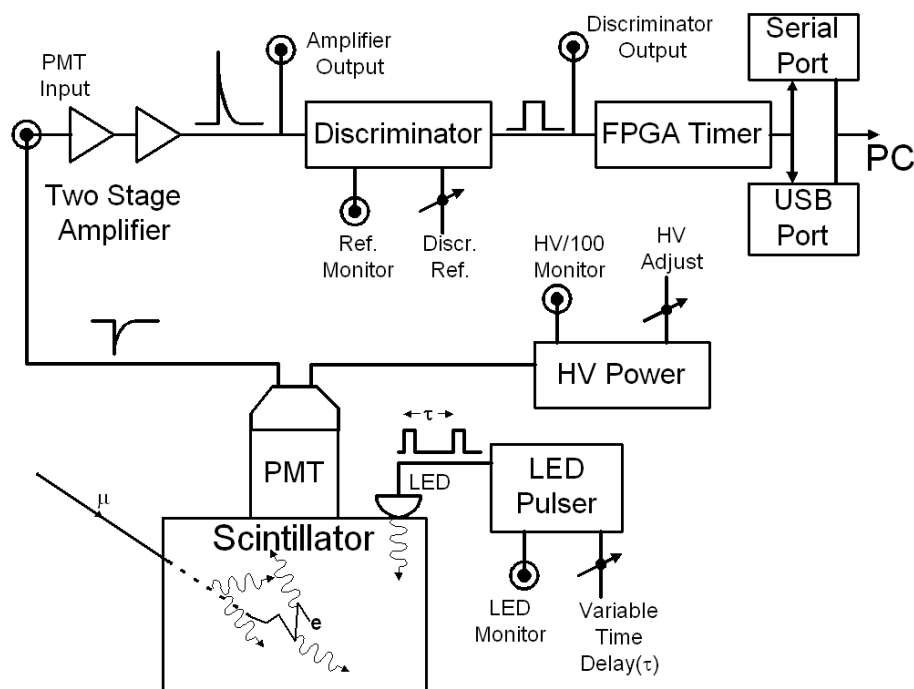 PMT
Input
Amplifier
Output
Discriminator
Output
Serial
Port
Discriminator
FPGA Timer
PC
Two Stage
Amplifier
USB
Port
Ref.
Monitor
Discr.
Ref.
HV/100
Monitor
HV
Adjust
HV Power
τ
PMT
LED
LED
Pulser
μ
Scintillator
e
LED
Monitor
Variable
Time
Delay(τ)